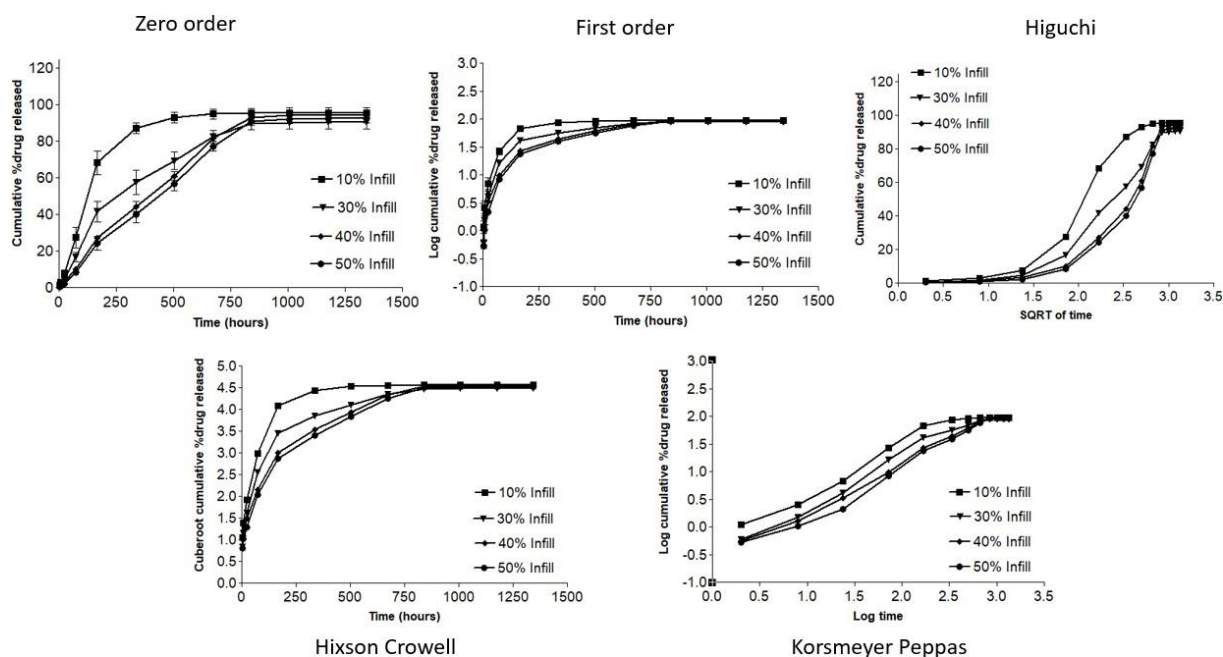 Zero order
Cumulative %drug released
120
100
80
60
40
20
0
0 250 500 750 1000 1250 1500
Time (hours)
10% Infill
30% Infill
40% Infill
50% Infill
First order
Log cumulative %drug released
3.0
2.5
2.0
1.5
1.0
0.5
0.0
-0.5
-1.0
0 250 500 750 1000 1250 1500
Time (hours)
10% Infill
30% Infill
40% Infill
50% Infill
Higuchi
Cumulative %drug released
120
100
80
60
40
20
0
0.0 0.5 1.0 1.5 2.0 2.5 3.0 3.5
SQRT of time
10% Infill
30% Infill
40% Infill
50% Infill
Cuberoot cumulative %drug released
5.0
4.5
4.0
3.5
3.0
2.5
2.0
1.5
1.0
0.5
0.0
0 250 500 750 1000 1250 1500
Time (hours)
10% Infill
30% Infill
40% Infill
50% Infill
Hixson Crowell
Log cumulative %drug released
3.0
2.5
2.0
1.5
1.0
0.5
0.0
-0.5
-1.0
0.0 0.5 1.0 1.5 2.0 2.5 3.0 3.5
Log time
10% Infill
30% Infill
40% Infill
50% Infill
Korsmeyer Peppas